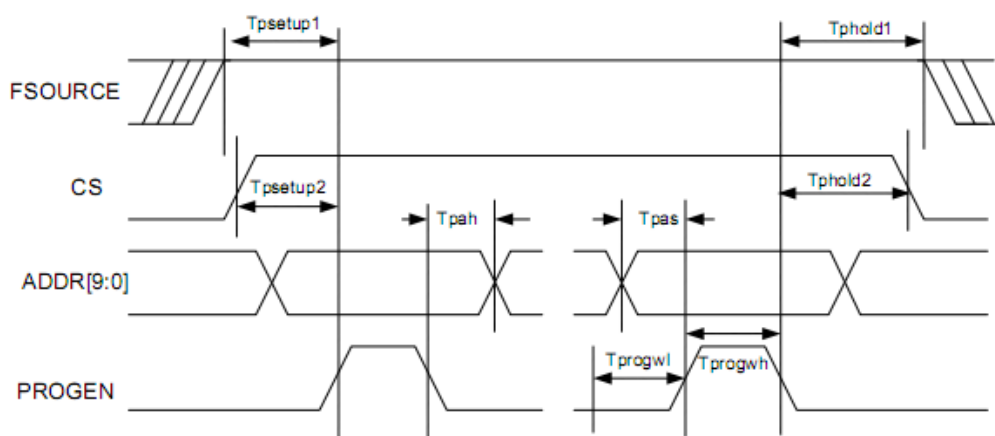 Tpsetup1
Tphold1
FSOURCE
CS
Tpsetup2
Tphold2
Tpah
Tpas
ADDR[9:0]
Tprogwl
Tprogwh
PROGEN